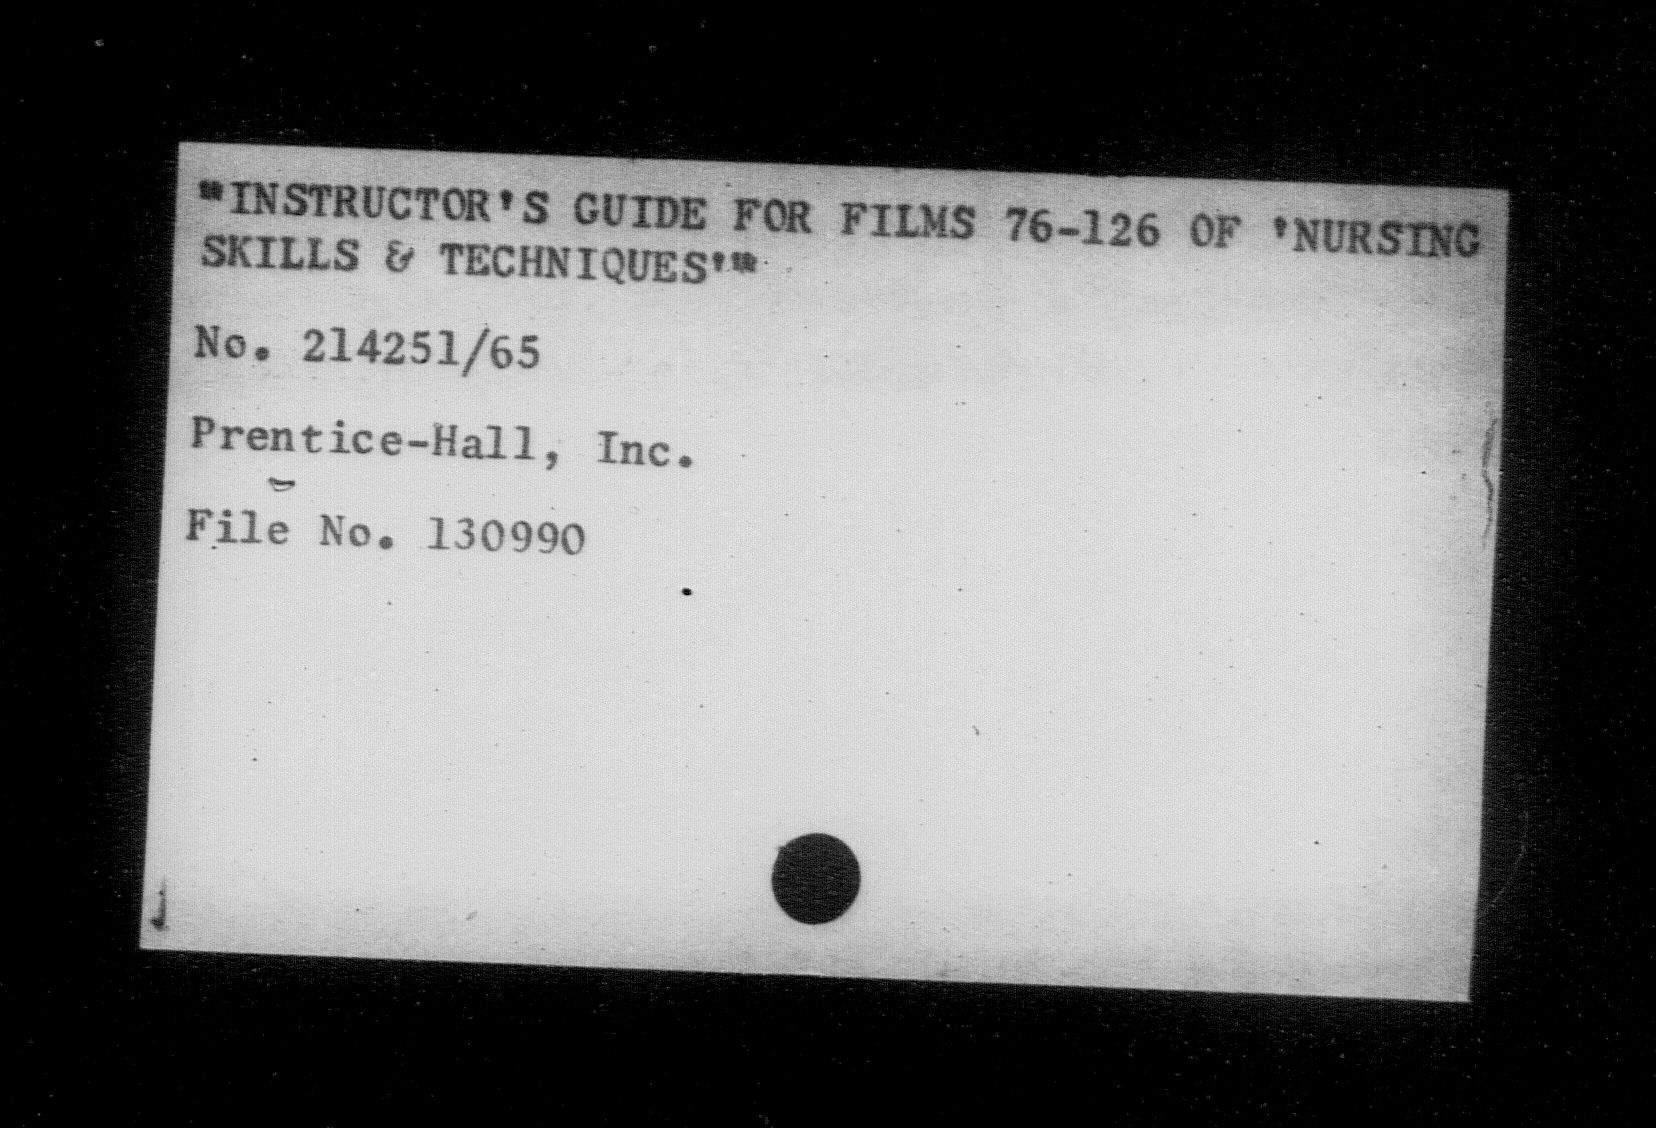 "INSTRUCTOR'S GUIDE FOR FILMS 76-126 OF 'NURSING
SKILLS & TECHNIQUES'"
No. 214251/65
Prentice-Hall, Inc.
File No. 130990